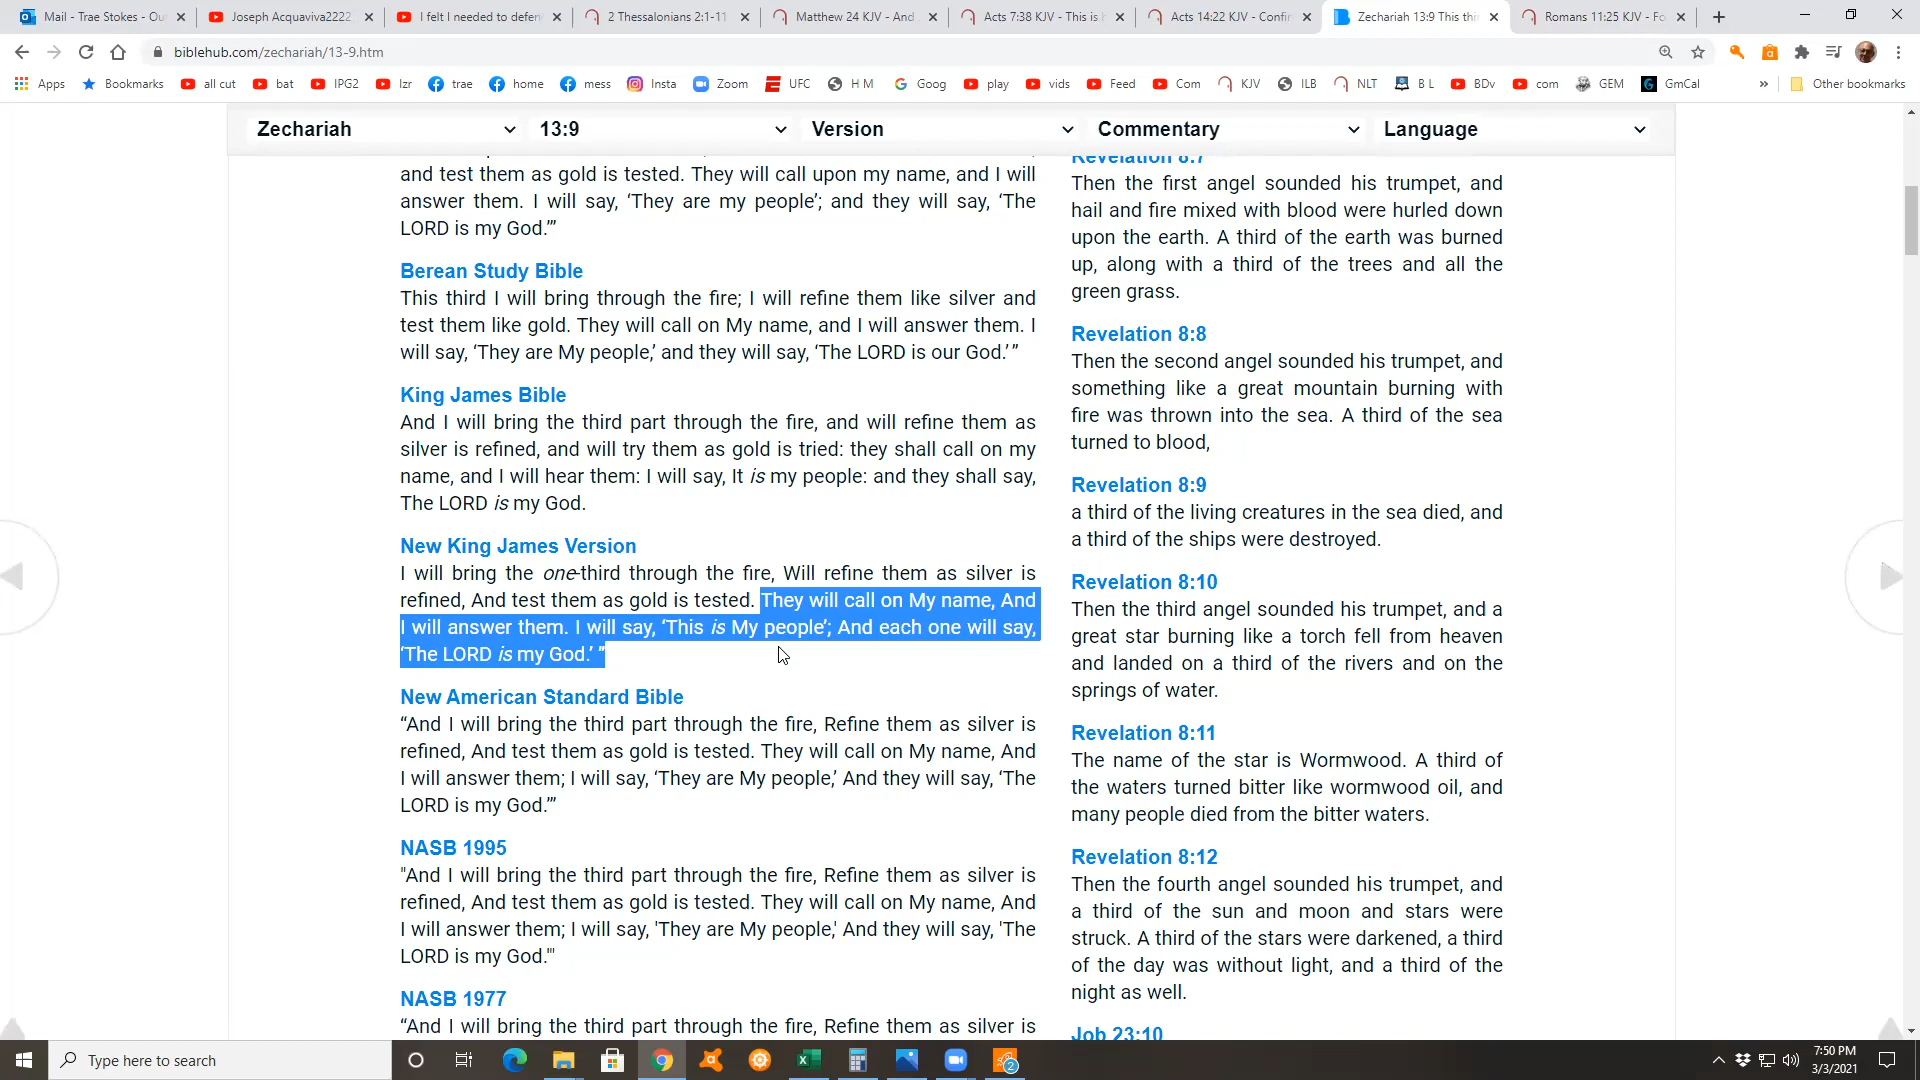 Mail - Trae Stokes - Ou
Joseph Acquaviva2222
I felt I needed to defen
2 Thessalonians 2:1-11
Matthew 24 KJV - And
Acts 7:38 KJV - This is h
Acts 14:22 KJV - Confir
Zechariah 13:9 This thi
Romans 11:25 KJV - Fo
biblehub.com/zechariah/13-9.htm
Apps
Bookmarks
all cut
bat
IPG2
lzr
trae
home
mess
Insta
Zoom
UFC
H M
Goog
play
vids
Feed
Com
KJV
ILB
NLT
B L
BDv
com
GEM
GmCal
»
Other bookmarks
Zechariah
13:9
Version
Commentary
Language
and test them as gold is tested. They will call upon my name, and I will
answer them. I will say, ‘They are my people’; and they will say, ‘The
LORD is my God.’”
Berean Study Bible
This third I will bring through the fire; I will refine them like silver and
test them like gold. They will call on My name, and I will answer them. I
will say, ‘They are My people,’ and they will say, ‘The LORD is our God.’ ”
King James Bible
And I will bring the third part through the fire, and will refine them as
silver is refined, and will try them as gold is tried: they shall call on my
name, and I will hear them: I will say, It is my people: and they shall say,
The LORD is my God.
New King James Version
I will bring the one-third through the fire, Will refine them as silver is
refined, And test them as gold is tested. They will call on My name, And
I will answer them. I will say, ‘This is My people’; And each one will say,
‘The LORD is my God.’ ”
New American Standard Bible
“And I will bring the third part through the fire, Refine them as silver is
refined, And test them as gold is tested. They will call on My name, And
I will answer them; I will say, ‘They are My people,’ And they will say, ‘The
LORD is my God.’”
NASB 1995
"And I will bring the third part through the fire, Refine them as silver is
refined, And test them as gold is tested. They will call on My name, And
I will answer them; I will say, 'They are My people,' And they will say, 'The
LORD is my God.'"
NASB 1977
“And I will bring the third part through the fire, Refine them as silver is
Revelation 8:7
Then the first angel sounded his trumpet, and
hail and fire mixed with blood were hurled down
upon the earth. A third of the earth was burned
up, along with a third of the trees and all the
green grass.
Revelation 8:8
Then the second angel sounded his trumpet, and
something like a great mountain burning with
fire was thrown into the sea. A third of the sea
turned to blood,
Revelation 8:9
a third of the living creatures in the sea died, and
a third of the ships were destroyed.
Revelation 8:10
Then the third angel sounded his trumpet, and a
great star burning like a torch fell from heaven
and landed on a third of the rivers and on the
springs of water.
Revelation 8:11
The name of the star is Wormwood. A third of
the waters turned bitter like wormwood oil, and
many people died from the bitter waters.
Revelation 8:12
Then the fourth angel sounded his trumpet, and
a third of the sun and moon and stars were
struck. A third of the stars were darkened, a third
of the day was without light, and a third of the
night as well.
Job 23:10
Type here to search
2
7:50 PM
3/3/2021